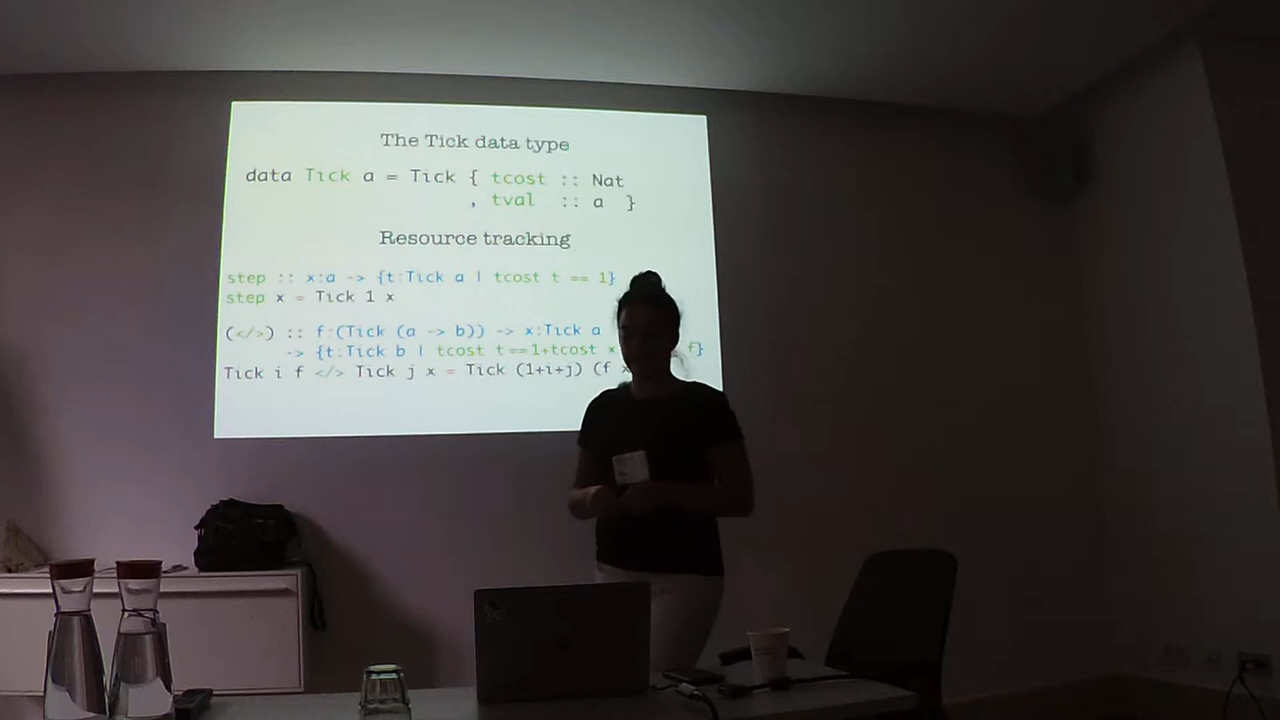 The Tick data type
data Tick a = Tick { tcost :: Nat
, tval :: a }
Resource tracking
step :: x:a -> {t:Tick a | tcost t == 1}
step x = Tick 1 x
(</>) :: f:(Tick (a -> b)) -> x:Tick a
-> {t:Tick b | tcost t==1+tcost x f}
Tick i f </> Tick j x = Tick (1+i+j) (f x